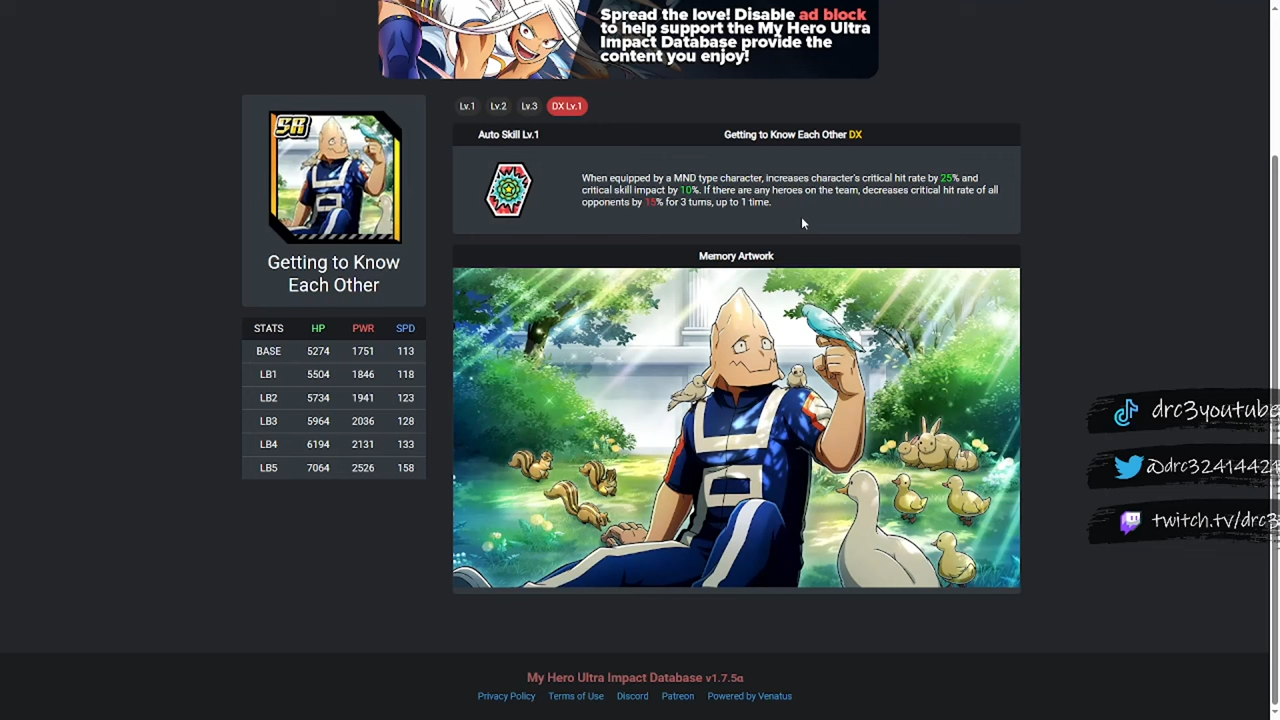 Spread the love! Disable ad block
to help support the My Hero Ultra
Impact Database provide the
content you enjoy!
Lv.1 Lv.2 Lv.3 DX Lv.1
SR
Getting to Know
Each Other
Auto Skill Lv.1 Getting to Know Each Other DX
When equipped by a MND type character, increases character's critical hit rate by 25% and
critical skill impact by 10%. If there are any heroes on the team, decreases critical hit rate of all
opponents by 15% for 3 turns, up to 1 time.
Memory Artwork
STATS HP PWR SPD
BASE 5274 1751 113
LB1 5504 1846 118
LB2 5734 1941 123
LB3 5964 2036 128
LB4 6194 2131 133
LB5 7064 2526 158
drc3youtube
@drc32414424
twitch.tv/drc3
My Hero Ultra Impact Database v1.7.5α
Privacy Policy Terms of Use Discord Patreon Powered by Venatus